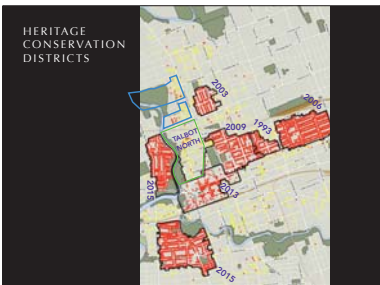 HERITAGE
CONSERVATION
DISTRICTS
2003
2006
1993
2009
TALBOT
NORTH
2015
2013
2015